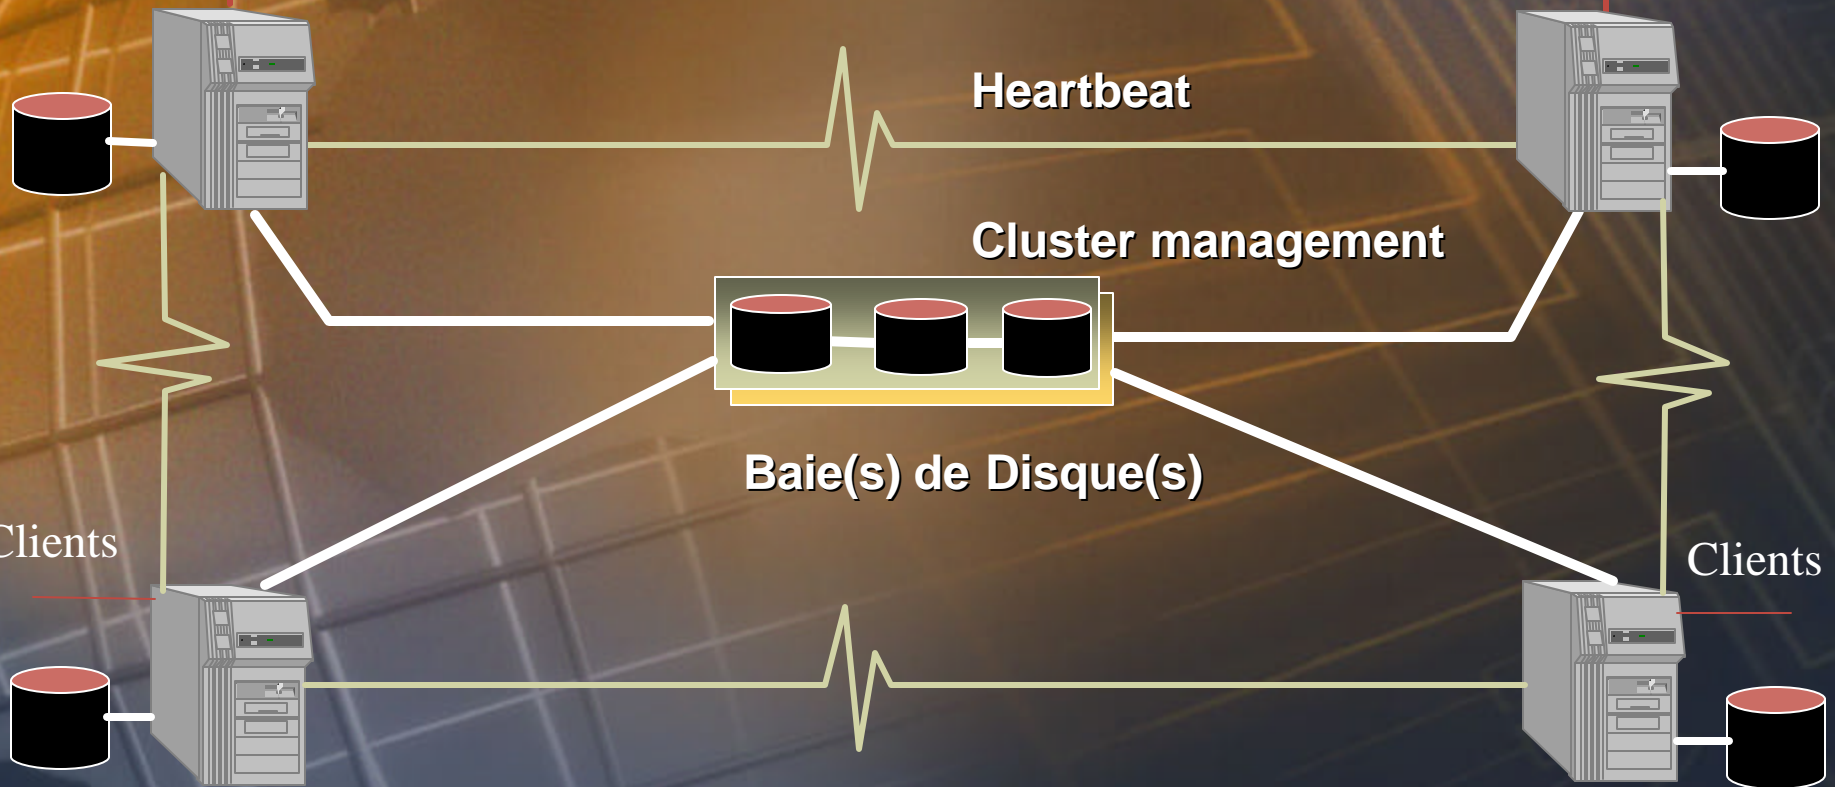 Heartbeat
Cluster management
Baie(s) de Disque(s)
Clients
Clients